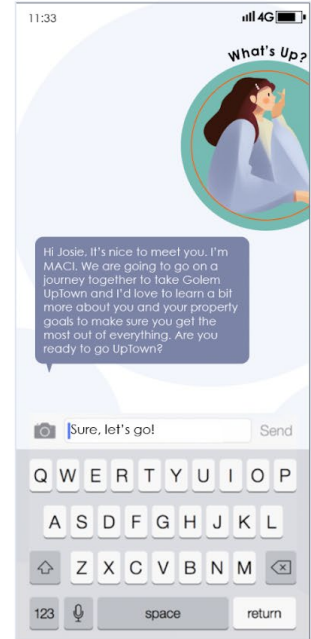 11:33
4G
What's Up?
Hi Josie. It's nice to meet you. I'm
MACI. We are going to go on a
journey together to take Golem
UpTown and I'd love to learn a bit
more about you and your property
goals to make sure you get the
most out of everything. Are you
ready to go UpTown?
Sure, let's go!
Send
Q W E R T Y U I O P
A S D F G H J K L
Z X C V B N M
123 space return